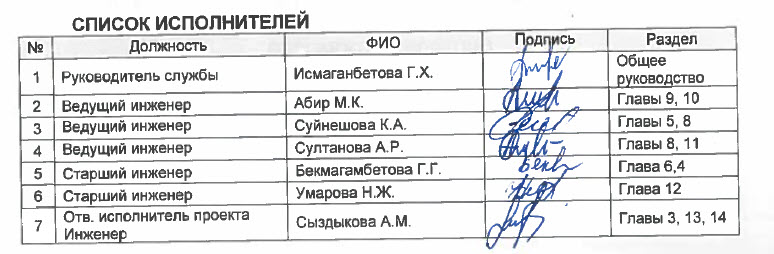 СПИСОК ИСПОЛНИТЕЛЕЙ
№ Должность ФИО Подпись Раздел
1 Руководитель службы Исмаганбетова Г.Х. Общее руководство
2 Ведущий инженер Абир М.К. Главы 9, 10
3 Ведущий инженер Суйнешова К.А. Главы 5, 8
4 Ведущий инженер Султанова А.Р. Главы 8, 11
5 Старший инженер Бекмагамбетова Г.Г. Глава 6,4
6 Старший инженер Умарова Н.Ж. Глава 12
7 Отв. исполнитель проекта Инженер Сыздыкова А.М. Главы 3, 13, 14